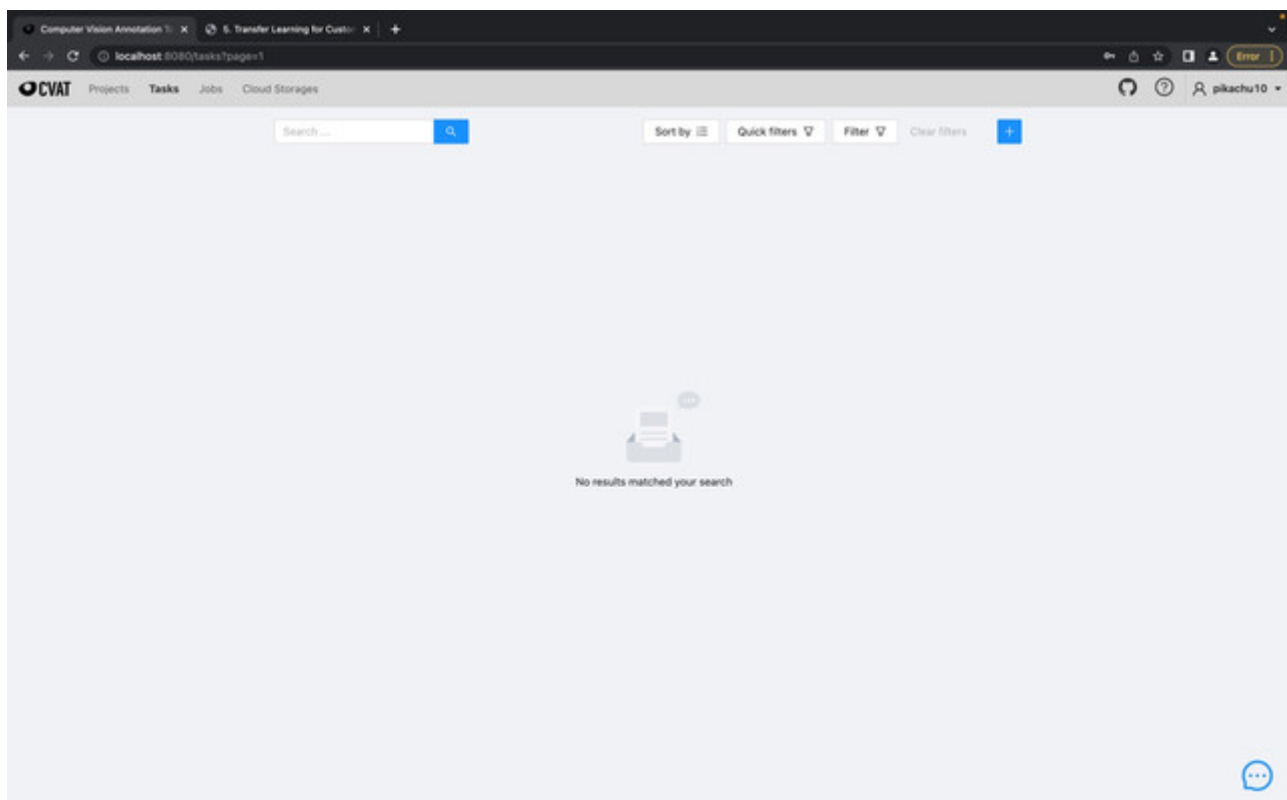 Computer Vision Annotation T
5. Transfer Learning for Custo
localhost:8080/tasks?page=1
Error
CVAT Projects Tasks Jobs Cloud Storages pikachu10
Search ...
Sort by Quick filters Filter Clear filters
No results matched your search